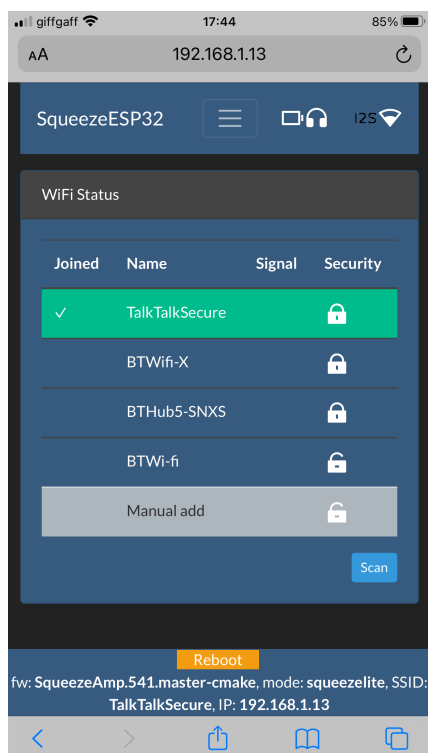 giffgaff 17:44 85%
AA 192.168.1.13
SqueezeESP32 I2S
WiFi Status
Joined Name Signal Security
TalkTalkSecure
BTWifi-X
BTHub5-SNXS
BTWi-fi
Manual add
Scan
Reboot
fw: SqueezeAmp.541.master-cmake, mode: squeezelite, SSID:
TalkTalkSecure, IP: 192.168.1.13